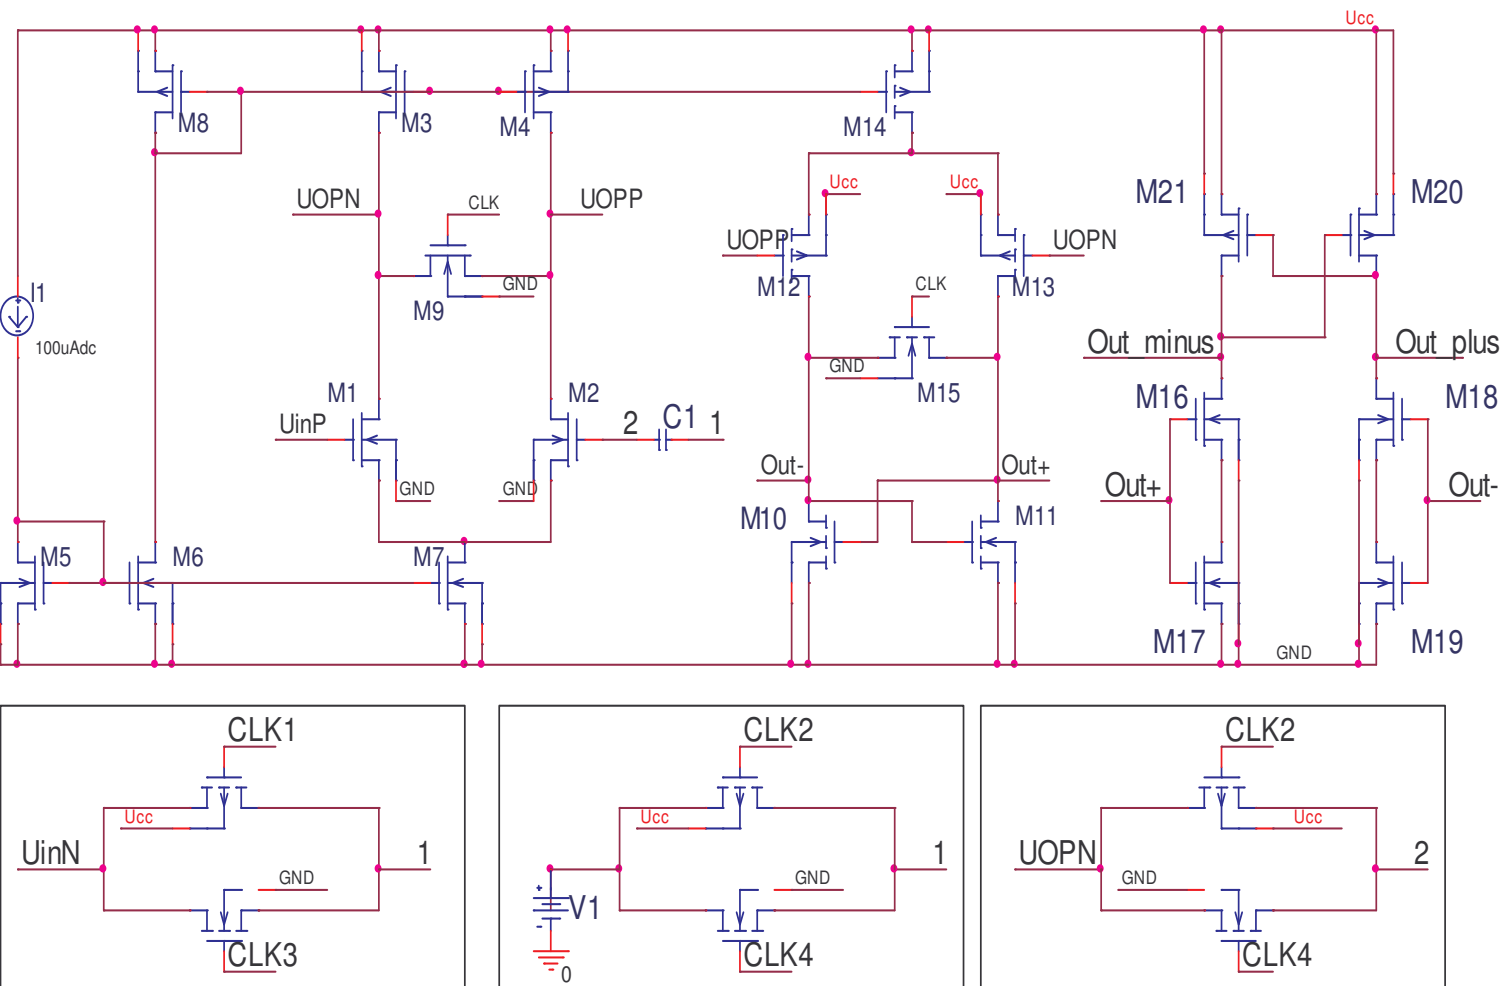 Ucc
M8
M3
M4
M14
UOPN
CLK
UOPP
Ucc
Ucc
M21
M20
UOPP
UOPN
GND
M12
M13
M9
CLK
I1
100uAdc
Out_minus
Out_plus
GND
M15
M1
M2
M16
M18
UinP
2
C1
1
Out-
Out+
GND
GND
Out+
Out-
M10
M11
M5
M6
M7
M17
GND
M19
CLK1
Ucc
UinN
1
GND
CLK3
CLK2
Ucc
1
GND
+
V1
-
CLK4
0
CLK2
Ucc
UOPN
2
GND
CLK4